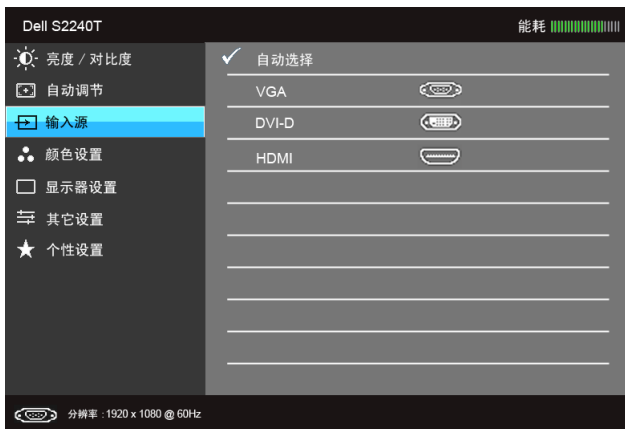 Dell S2240T 能耗
亮度 / 对比度
自动调节
输入源
颜色设置
显示器设置
其它设置
个性设置
自动选择
VGA
DVI-D
HDMI
分辨率 : 1920 x 1080 @ 60Hz